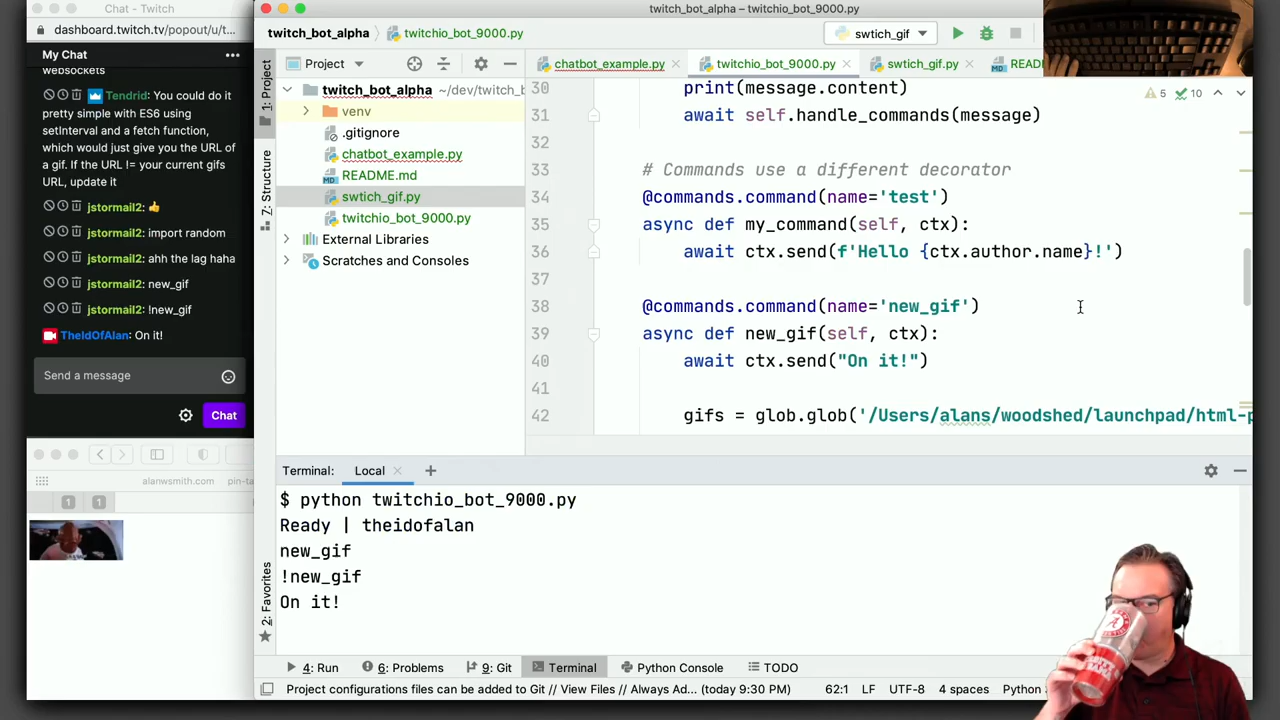 Chat - Twitch
dashboard.twitch.tv/popout/u/t...
My Chat
websockets
Tendrid: You could do it
pretty simple with ES6 using
setInterval and a fetch function,
which would just give you the URL of
a gif. If the URL != your current gifs
URL, update it
jstormail2: 👍
jstormail2: import random
jstormail2: ahh the lag haha
jstormail2: new_gif
jstormail2: !new_gif
TheIdOfAlan: On it!
Send a message
Chat
alanwsmith.com pin-ta
1 1
twitch_bot_alpha – twitchio_bot_9000.py
twitch_bot_alpha twitchio_bot_9000.py
swtich_gif
1: Project
7: Structure
2: Favorites
Project
twitch_bot_alpha ~/dev/twitch_b
venv
.gitignore
chatbot_example.py
README.md
swtich_gif.py
twitchio_bot_9000.py
External Libraries
Scratches and Consoles
chatbot_example.py twitchio_bot_9000.py swtich_gif.py READ
5 10
30 print(message.content)
31 await self.handle_commands(message)
32
33 # Commands use a different decorator
34 @commands.command(name='test')
35 async def my_command(self, ctx):
36 await ctx.send(f'Hello {ctx.author.name}!')
37
38 @commands.command(name='new_gif')
39 async def new_gif(self, ctx):
40 await ctx.send("On it!")
41
42 gifs = glob.glob('/Users/alans/woodshed/launchpad/html-p
Terminal: Local +
$ python twitchio_bot_9000.py
Ready | theidofalan
new_gif
!new_gif
On it!
4: Run 6: Problems 9: Git Terminal Python Console TODO
Project configurations files can be added to Git // View Files // Always Ad... (today 9:30 PM) 62:1 LF UTF-8 4 spaces Python